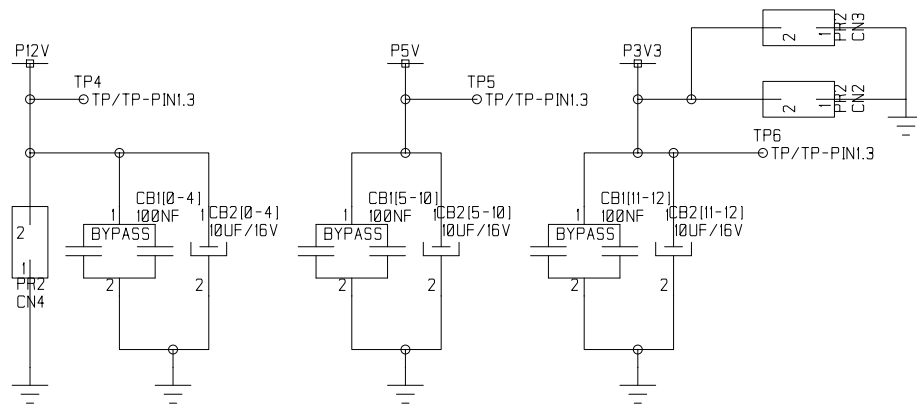 P12V
TP4
TP/TP-PIN1.3
CB1[0-4]
100NF
BYPASS
1
2
CB2[0-4]
10UF/16V
1
2
2
1
PR2
CN4
P5V
TP5
TP/TP-PIN1.3
CB1[5-10]
100NF
BYPASS
1
2
CB2[5-10]
10UF/16V
1
2
P3V3
2
1
PR2
CN3
2
1
PR2
CN2
TP6
TP/TP-PIN1.3
CB1[11-12]
100NF
BYPASS
1
2
CB2[11-12]
10UF/16V
1
2